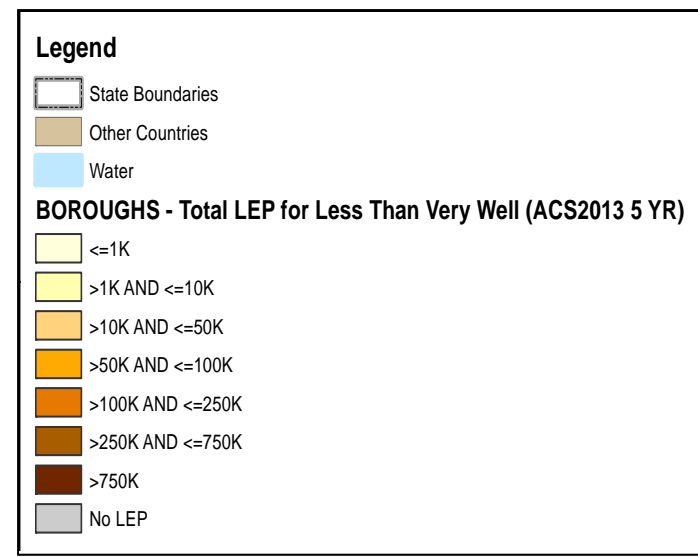 Legend
State Boundaries
Other Countries
Water
BOROUGHS - Total LEP for Less Than Very Well (ACS2013 5 YR)
<=1K
>1K AND <=10K
>10K AND <=50K
>50K AND <=100K
>100K AND <=250K
>250K AND <=750K
>750K
No LEP